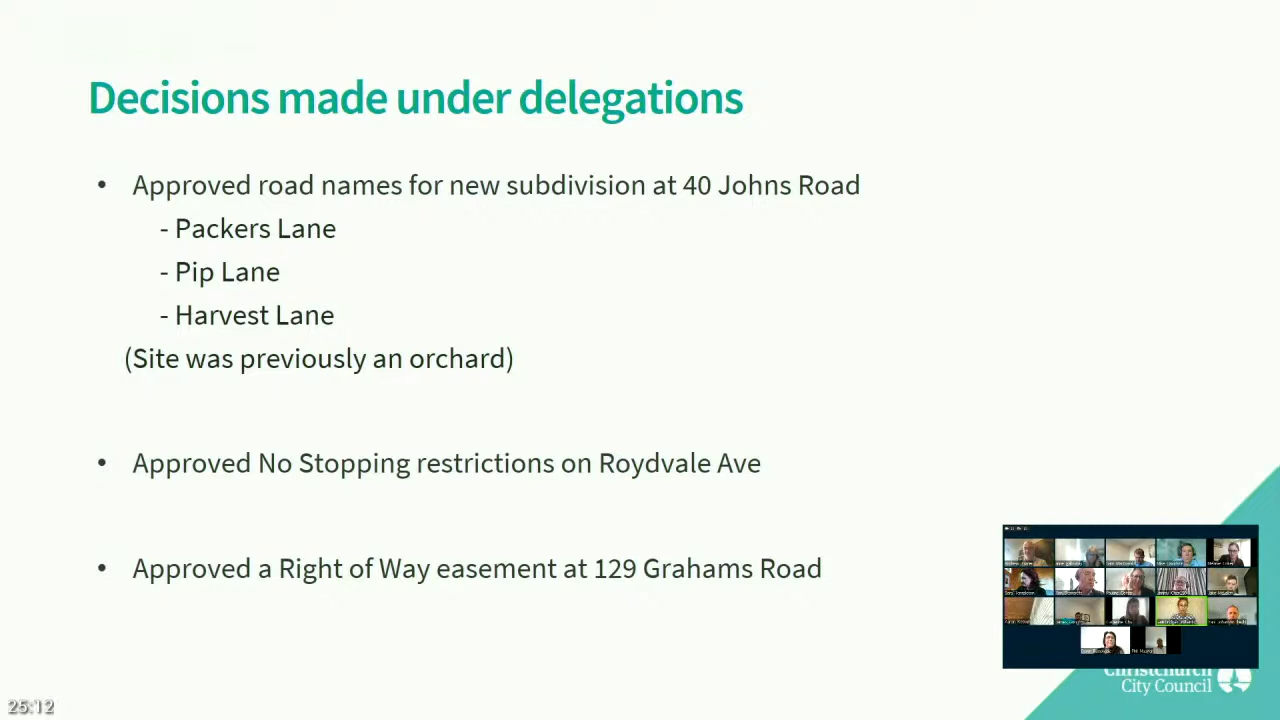 Decisions made under delegations
• Approved road names for new subdivision at 40 Johns Road
- Packers Lane
- Pip Lane
- Harvest Lane
(Site was previously an orchard)
• Approved No Stopping restrictions on Roydvale Ave
• Approved a Right of Way easement at 129 Grahams Road
Christchurch
City Council
25:12